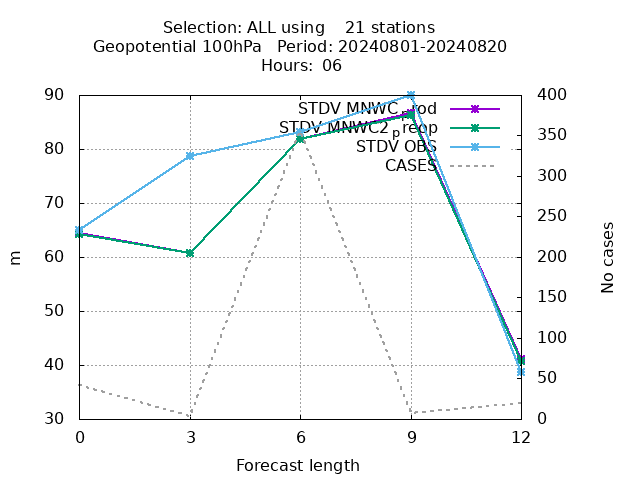 Selection: ALL using    21 stations
Geopotential 100hPa   Period: 20240801-20240820
Hours: 06
90
80
70
60
50
40
30
400
350
300
250
200
150
100
50
0
m
No cases
STDV MNWC_prod
STDV MNWC2_preop
STDV OBS
CASES
0
3
6
9
12
Forecast length